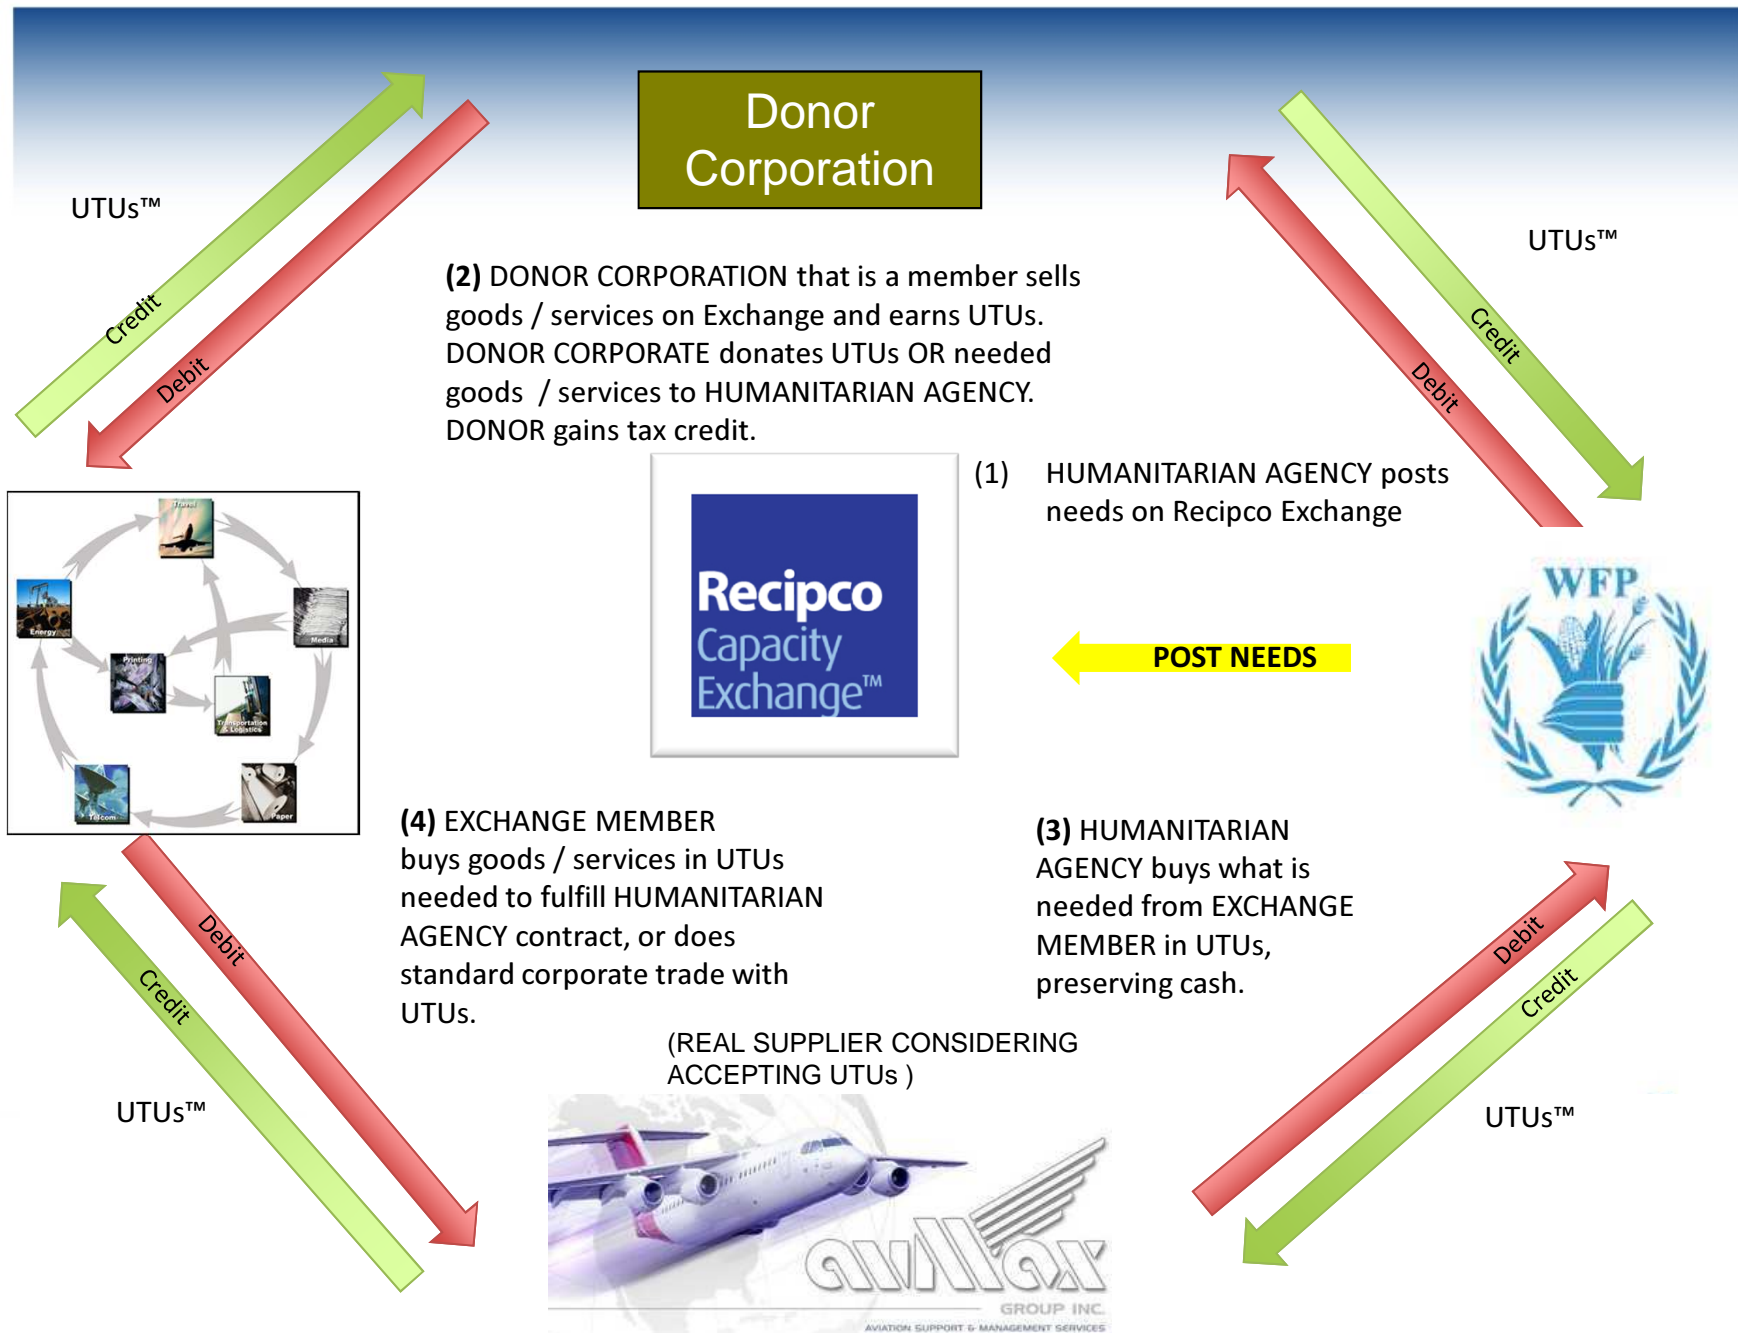 Donor
Corporation
UTUs™
UTUs™
Credit
Debit
Credit
Debit
(2) DONOR CORPORATION that is a member sells
goods / services on Exchange and earns UTUs.
DONOR CORPORATE donates UTUs OR needed
goods / services to HUMANITARIAN AGENCY.
DONOR gains tax credit.
(1) HUMANITARIAN AGENCY posts
needs on Recipco Exchange
Travel
Energy
Media
Printing
Transportation
& Logistics
Telcom
Paper
Recipco
Capacity
Exchange™
POST NEEDS
WFP
(4) EXCHANGE MEMBER
buys goods / services in UTUs
needed to fulfill HUMANITARIAN
AGENCY contract, or does
standard corporate trade with
UTUs.
(3) HUMANITARIAN
AGENCY buys what is
needed from EXCHANGE
MEMBER in UTUs,
preserving cash.
Debit
Credit
Debit
Credit
(REAL SUPPLIER CONSIDERING
ACCEPTING UTUs )
UTUs™
UTUs™
avmax
GROUP INC.
AVIATION SUPPORT & MANAGEMENT SERVICES